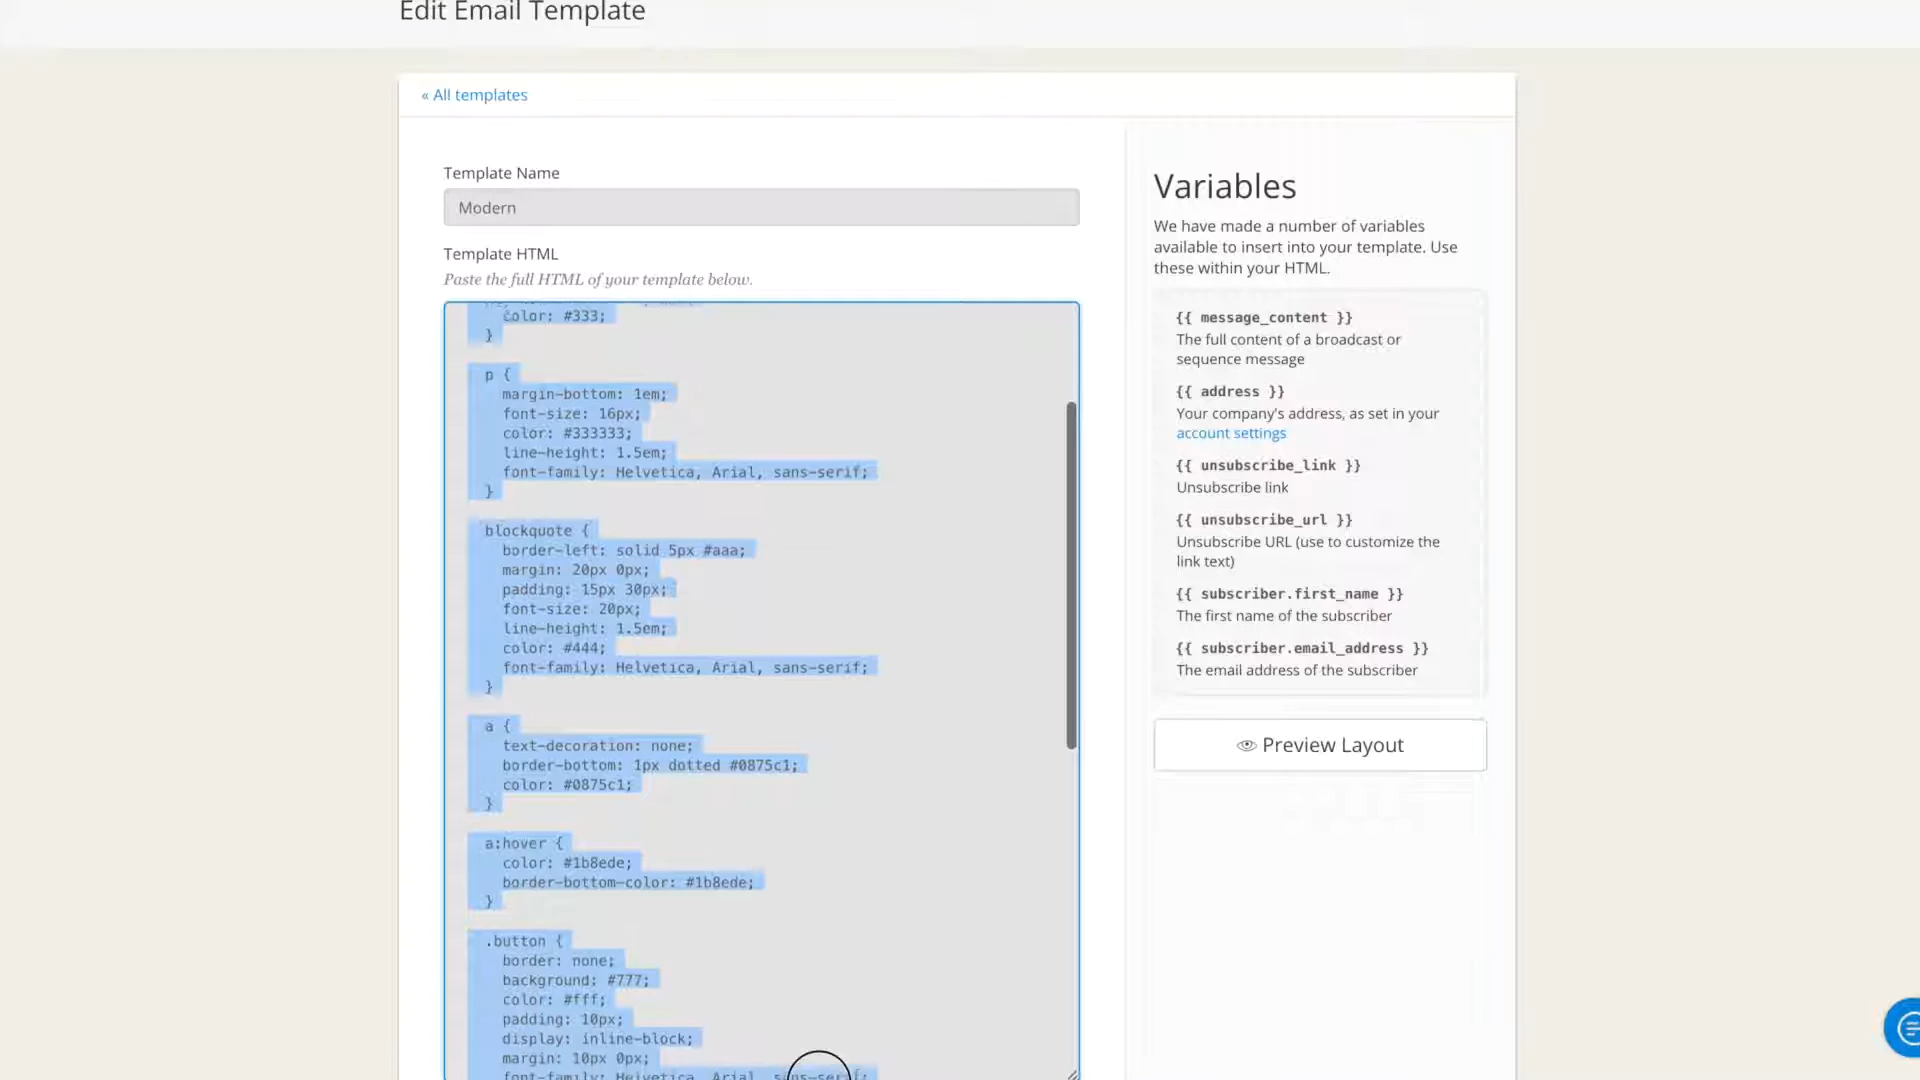 Edit Email Template
« All templates
Template Name
Modern
Template HTML
Paste the full HTML of your template below.
color: #333;
}
p {
margin-bottom: 1em;
font-size: 16px;
color: #333333;
line-height: 1.5em;
font-family: Helvetica, Arial, sans-serif;
}
blockquote {
border-left: solid 5px #aaa;
margin: 20px 0px;
padding: 15px 30px;
font-size: 20px;
line-height: 1.5em;
color: #444;
font-family: Helvetica, Arial, sans-serif;
}
a {
text-decoration: none;
border-bottom: 1px dotted #0875c1;
color: #0875c1;
}
a:hover {
color: #1b8ede;
border-bottom-color: #1b8ede;
}
.button {
border: none;
background: #777;
color: #fff;
padding: 10px;
display: inline-block;
margin: 10px 0px;
font-family: Helvetica, Arial, sans-serif;
Variables
We have made a number of variables
available to insert into your template. Use
these within your HTML.
{{ message_content }}
The full content of a broadcast or
sequence message
{{ address }}
Your company's address, as set in your
account settings
{{ unsubscribe_link }}
Unsubscribe link
{{ unsubscribe_url }}
Unsubscribe URL (use to customize the
link text)
{{ subscriber.first_name }}
The first name of the subscriber
{{ subscriber.email_address }}
The email address of the subscriber
Preview Layout